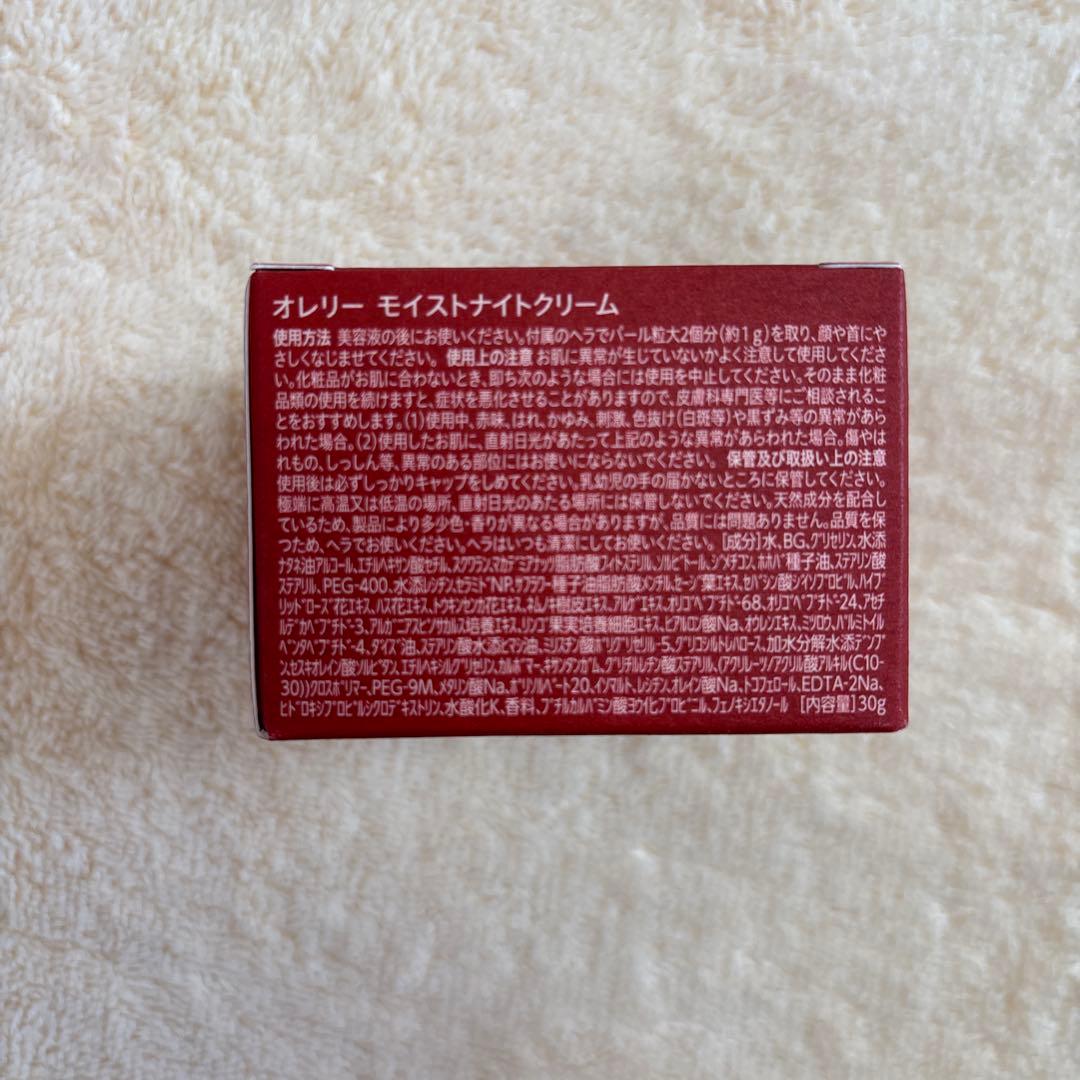 オレリー モイストナイトクリーム
使用方法 美容液の後にお使いください。付属のヘラでパール粒大2個分(約1g)を取り、顔や首にや
さしくなじませてください。 使用上の注意 お肌に異常が生じていないかよく注意して使用してくださ
い。化粧品がお肌に合わないとき、即ち次のような場合には使用を中止してください。そのまま化粧
品類の使用を続けますと、症状を悪化させることがありますので、皮膚科専門医等にご相談されるこ
とをおすすめします。(1)使用中、赤味、はれ、かゆみ、刺激、色抜け(白斑等)や黒ずみ等の異常があら
われた場合。(2)使用したお肌に、直射日光があたって上記のような異常があらわれた場合。傷やは
れもの、しっしん等、異常のある部位にはお使いにならないでください。 保管及び取扱い上の注意
使用後は必ずしっかりキャップをしめてください。乳幼児の手の届かないところに保管してください。
極端に高温又は低温の場所、直射日光のあたる場所には保管しないでください。天然成分を配合し
ているため、製品により多少色・香りが異なる場合がありますが、品質には問題ありません。品質を保
つため、ヘラでお使いください。ヘラはいつも清潔にしてお使いください。 [成分]水、BG、グリセリン、水添
ナタネ油アルコール、エチルヘキサン酸セチル、スクワラン、マカデミアナッツ脂肪酸フィトステリル、ソルビトール、ジメチコン、ホホバ種子油、ステアリン酸
ステアリル、PEG-400、水添レシチン、セラミドNP、サフラワー種子油脂肪酸メンチル、セージ葉エキス、セバシン酸ジイソプロピル、ハイブ
リッドローズ花エキス、ハス花エキス、トウキンセンカ花エキス、ネムノキ樹皮エキス、アルゲエキス、オリゴペプチド-68、オリゴペプチド-24、アセチ
ルデカペプチド-3、アルガニアスピノサカルス培養エキス、リンゴ果実培養細胞エキス、ヒアルロン酸Na、オウレンエキス、ミツロウ、パルミトイル
ペンタペプチド-4、ダイズ油、ステアリン酸水添ヒマシ油、ミリスチン酸ポリグリセリル-5、グリコシルトレハロース、加水分解水添デンプ
ン、セスキオレイン酸ソルビタン、エチルヘキシルグリセリン、カルボマー、キサンタンガム、グリチルレチン酸ステアリル、(アクリレーツ/アクリル酸アルキル(C10-
30))クロスポリマー、PEG-9M、メタリン酸Na、ポリソルベート20、イソマルト、レシチン、オレイン酸Na、トコフェロール、EDTA-2Na、
ヒドロキシプロピルシクロデキストリン、水酸化K、香料、ブチルカルバミン酸ヨウ化プロピニル、フェノキシエタノール [内容量]30g